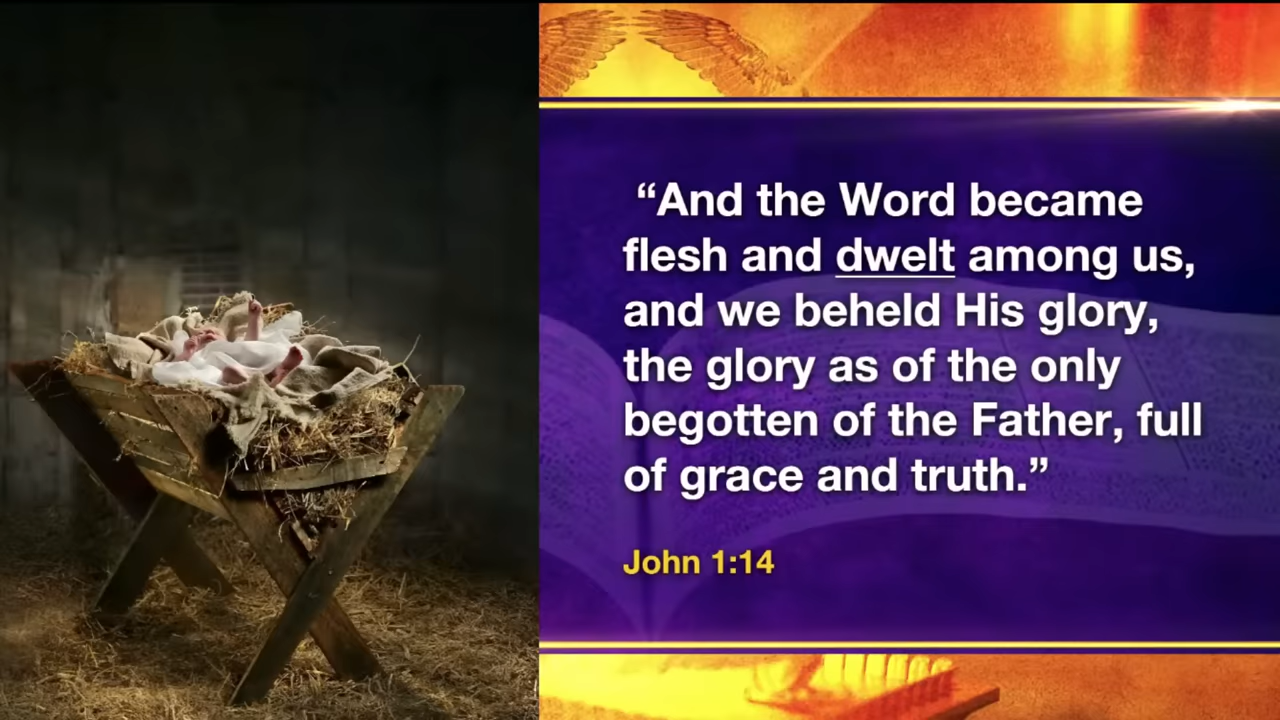 “And the Word became
flesh and dwelt among us,
and we beheld His glory,
the glory as of the only
begotten of the Father, full
of grace and truth.”
John 1:14